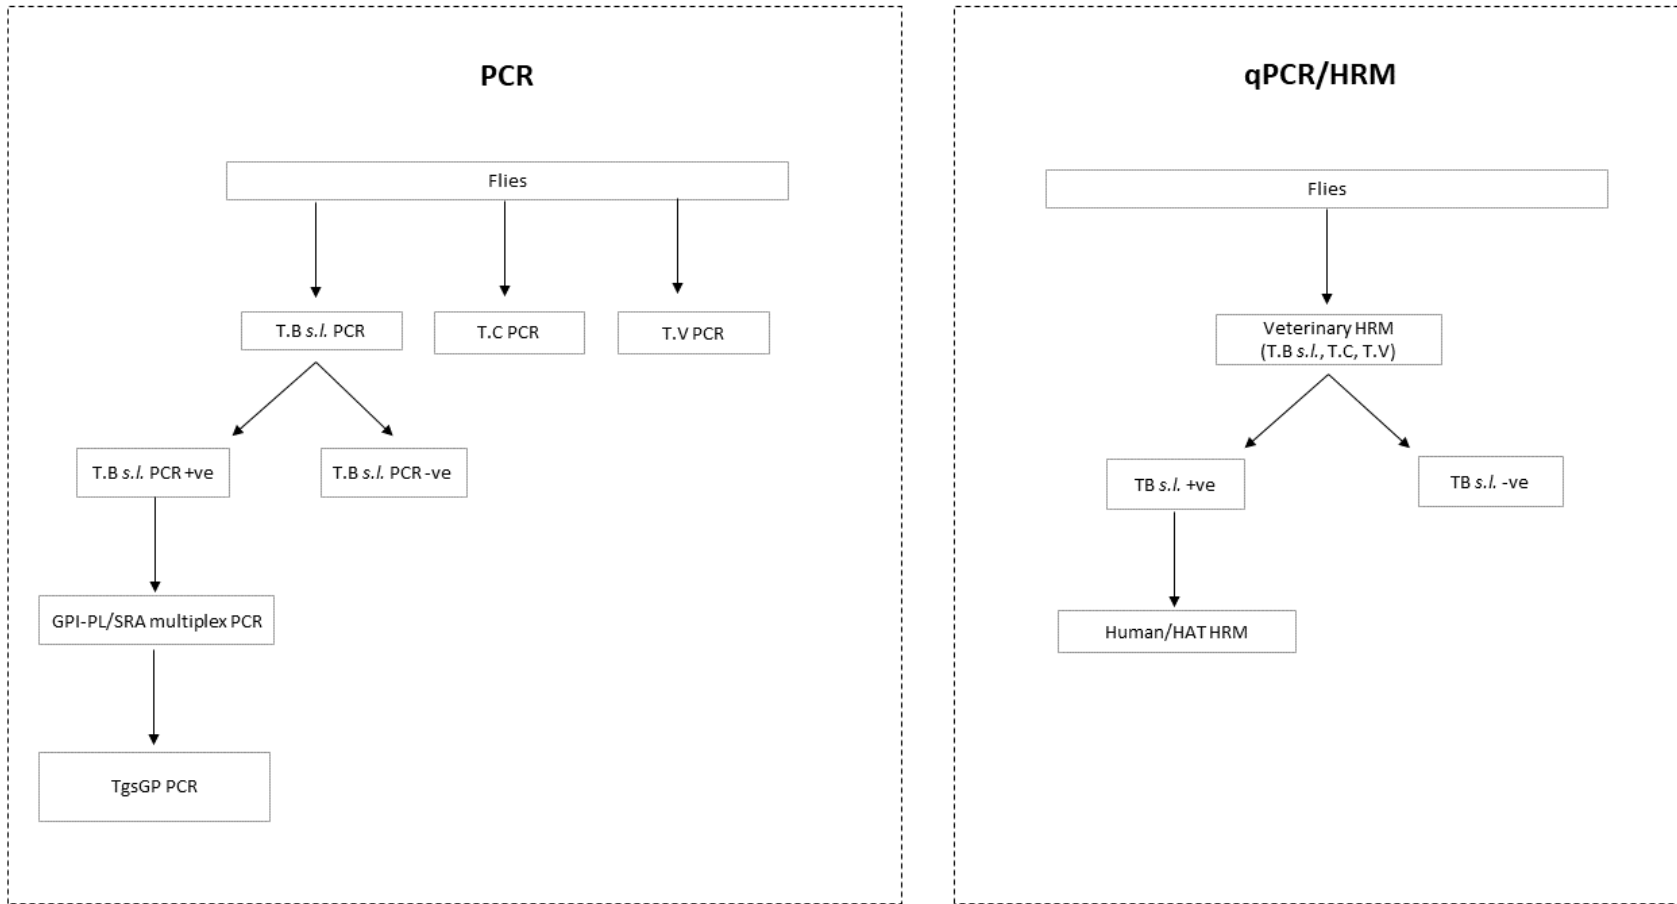 PCR
Flies
T.B s.l. PCR
T.C PCR
T.V PCR
T.B s.l. PCR +ve
T.B s.l. PCR -ve
GPI-PL/SRA multiplex PCR
TgsGP PCR
qPCR/HRM
Flies
Veterinary HRM
(T.B s.l., T.C, T.V)
TB s.l. +ve
TB s.l. -ve
Human/HAT HRM